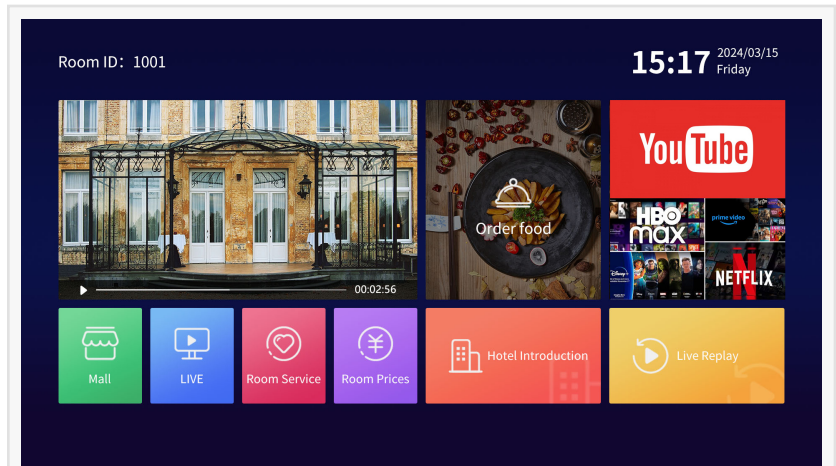 Room ID: 1001
15:17
2024/03/15
Friday
YouTube
Order food
HBO
max
prime video
Disney+
NETFLIX
00:02:56
Mall
LIVE
Room Service
Room Prices
Hotel Introduction
Live Replay